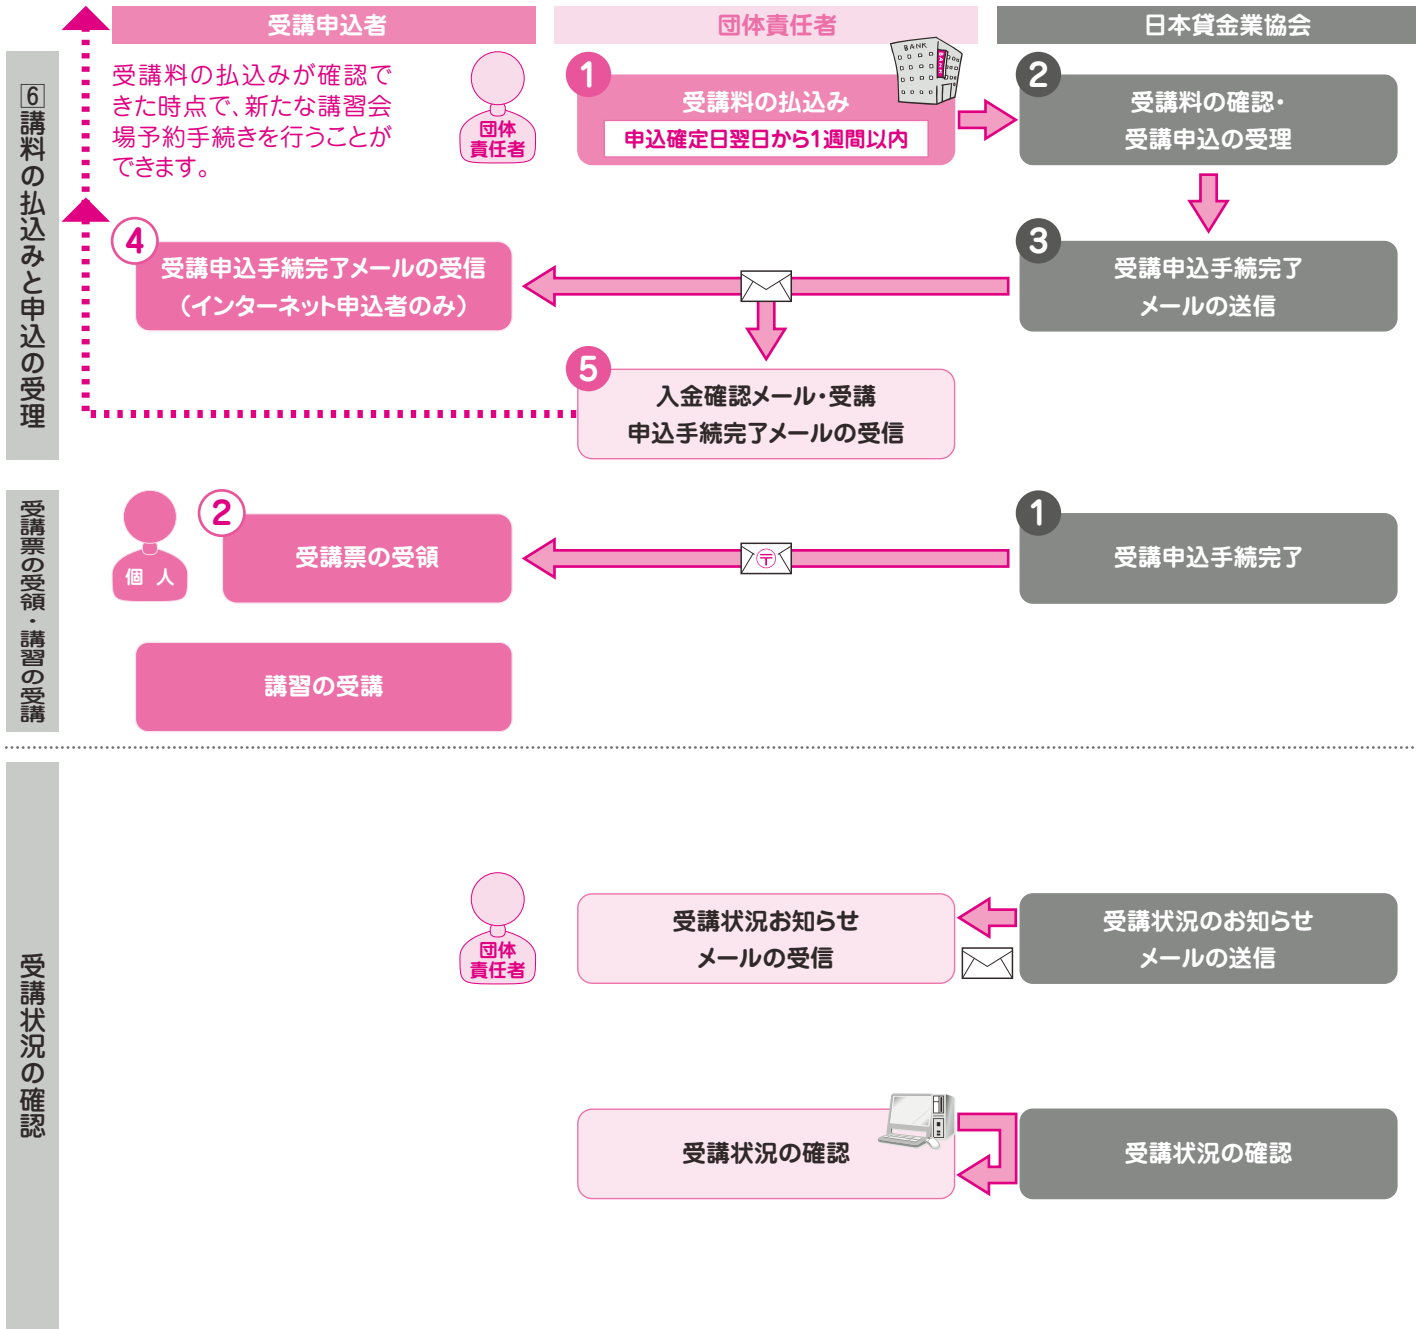 受講申込者
団体責任者
日本貸金業協会
6講料の払込みと申込の受理
受講料の払込みが確認で
きた時点で、新たな講習会
場予約手続きを行うことが
できます。
団体
責任者
1
受講料の払込み
申込確定日翌日から1週間以内
BANK
2
受講料の確認・
受講申込の受理
3
受講申込手続完了
メールの送信
4
受講申込手続完了メールの受信
（インターネット申込者のみ）
5
入金確認メール・受講
申込手続完了メールの受信
受講票の受領・講習の受講
個 人
2
受講票の受領
〒
1
受講申込手続完了
講習の受講
受講状況の確認
団体
責任者
受講状況お知らせ
メールの受信
受講状況のお知らせ
メールの送信
受講状況の確認
受講状況の確認